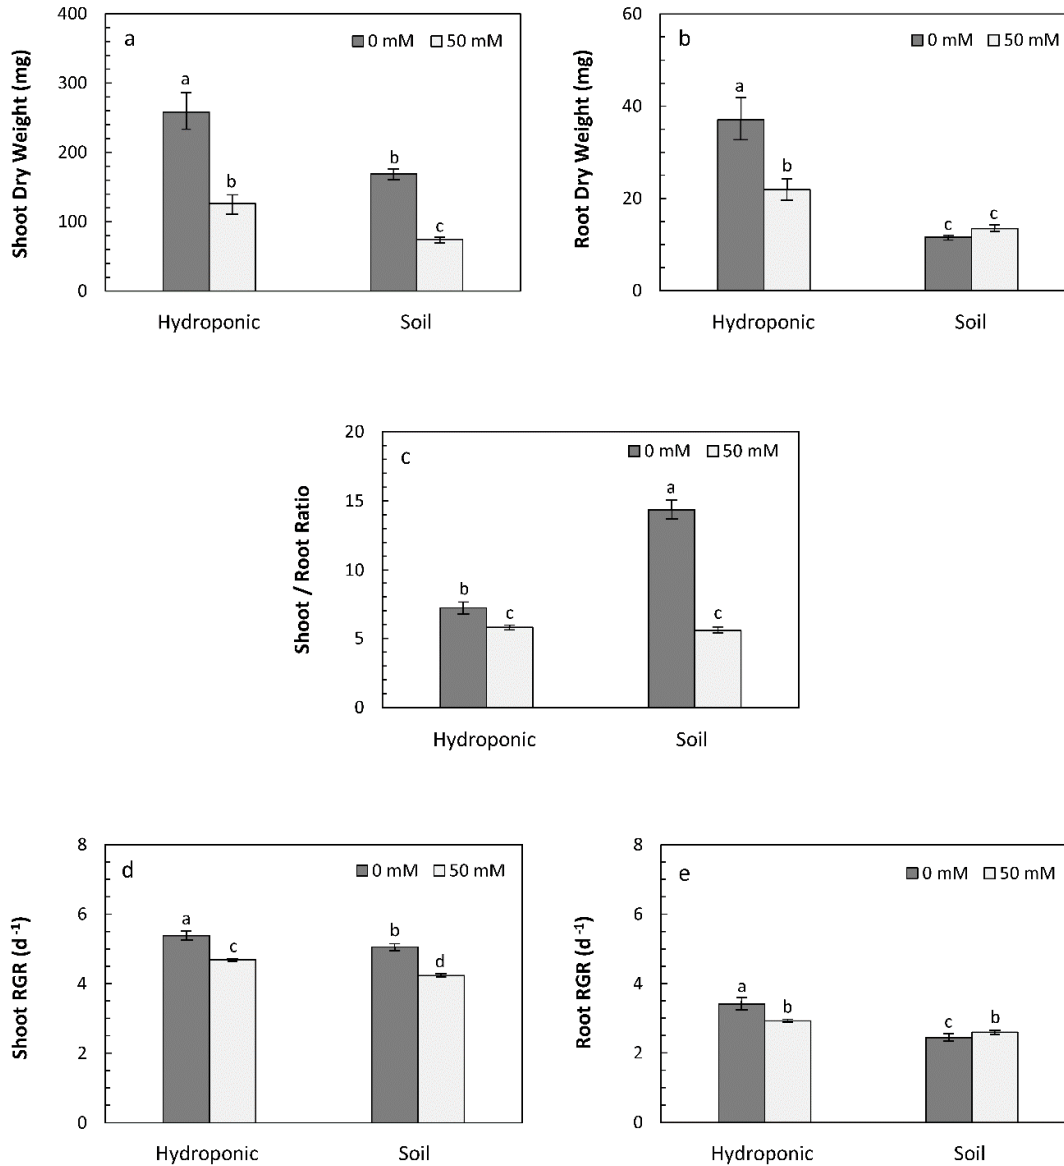 a
0 mM 50 mM
Shoot Dry Weight (mg)
400
300
200
100
0
a
b
b
c
Hydroponic Soil
b
0 mM 50 mM
Root Dry Weight (mg)
60
40
20
0
a
b
c
c
Hydroponic Soil
c
0 mM 50 mM
Shoot / Root Ratio
20
15
10
5
0
b
c
a
c
Hydroponic Soil
d
0 mM 50 mM
Shoot RGR (d⁻¹)
8
6
4
2
0
a
c
b
d
Hydroponic Soil
e
0 mM 50 mM
Root RGR (d⁻¹)
8
6
4
2
0
a
b
c
b
Hydroponic Soil